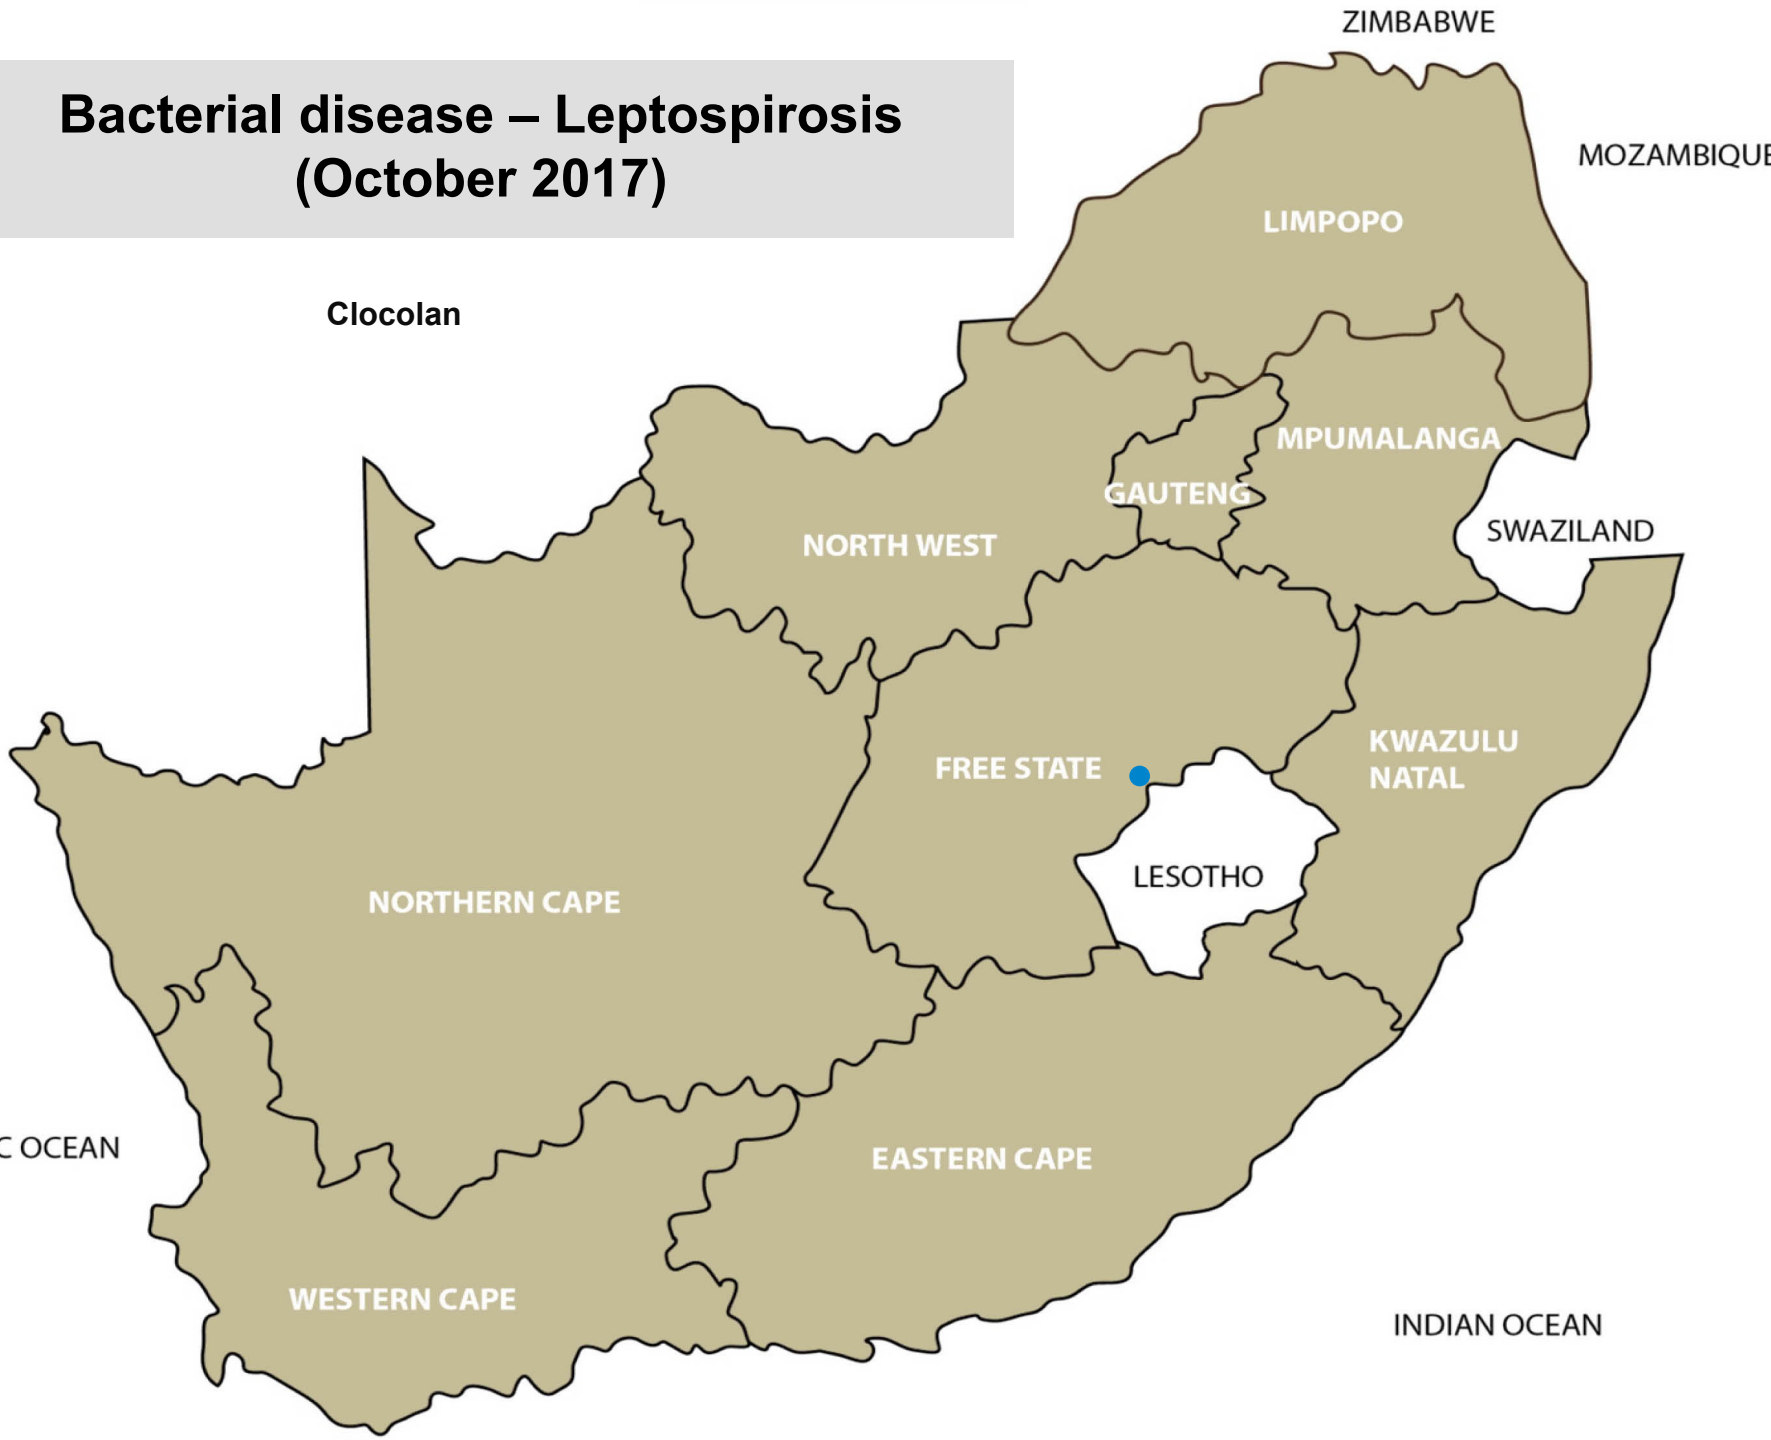 ZIMBABWE
Bacterial disease – Leptospirosis
(October 2017)
MOZAMBIQUE
LIMPOPO
Clocolan
MPUMALANGA
GAUTENG
SWAZILAND
NORTH WEST
KWAZULU
NATAL
FREE STATE
LESOTHO
NORTHERN CAPE
C OCEAN
EASTERN CAPE
WESTERN CAPE
INDIAN OCEAN